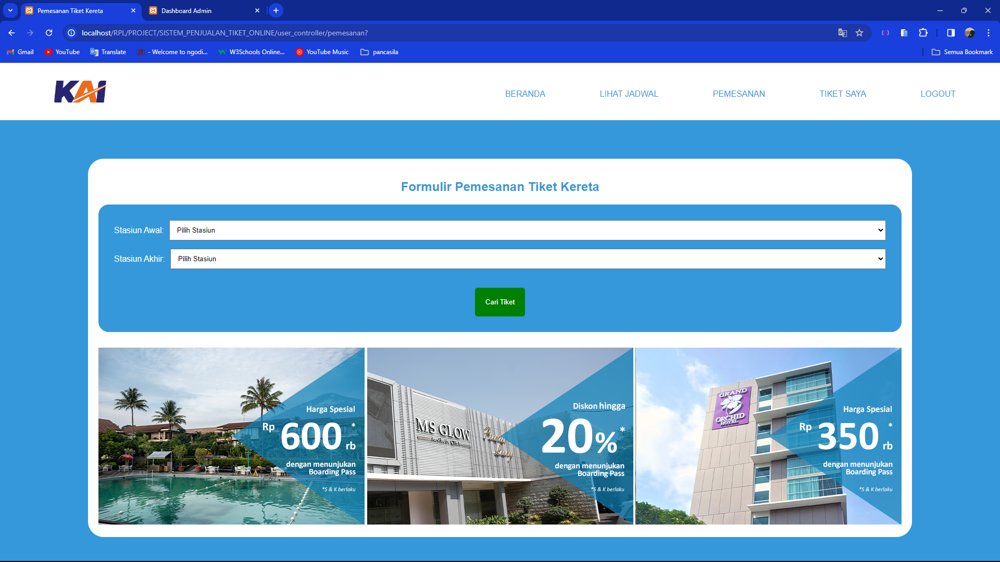 Pemesanan Tiket Kereta
Dashboard Admin
localhost/RPL/PROJECT/SISTEM_PENJUALAN_TIKET_ONLINE/user_controller/pemesanan?
Gmail
YouTube
Translate
- Welcome to ngodi...
W3Schools Online...
YouTube Music
pancasila
Semua Bookmark
KAI
BERANDA
LIHAT JADWAL
PEMESANAN
TIKET SAYA
LOGOUT
Formulir Pemesanan Tiket Kereta
Stasiun Awal:
Pilih Stasiun
Stasiun Akhir:
Pilih Stasiun
Cari Tiket
Harga Spesial
Rp 600 rb*
dengan menunjukan
Boarding Pass
*S & K berlaku
MS GLOW
Aesthetic Clinic
Diskon hingga
20%*
dengan menunjukan
Boarding Pass
*S & K berlaku
GRAND
ORCHID
HOTEL
Harga Spesial
Rp 350 rb*
dengan menunjukan
Boarding Pass
*S & K berlaku